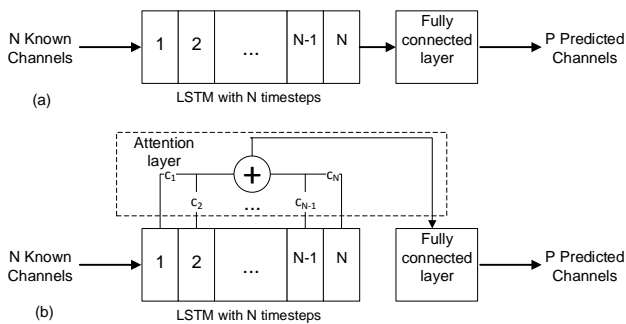 N Known
Channels
1 2 ... N-1 N
Fully
connected
layer
P Predicted
Channels
LSTM with N timesteps
(a)
Attention
layer
c1 + cN
c2 ... cN-1
N Known
Channels
1 2 ... N-1 N
Fully
connected
layer
P Predicted
Channels
(b)
LSTM with N timesteps